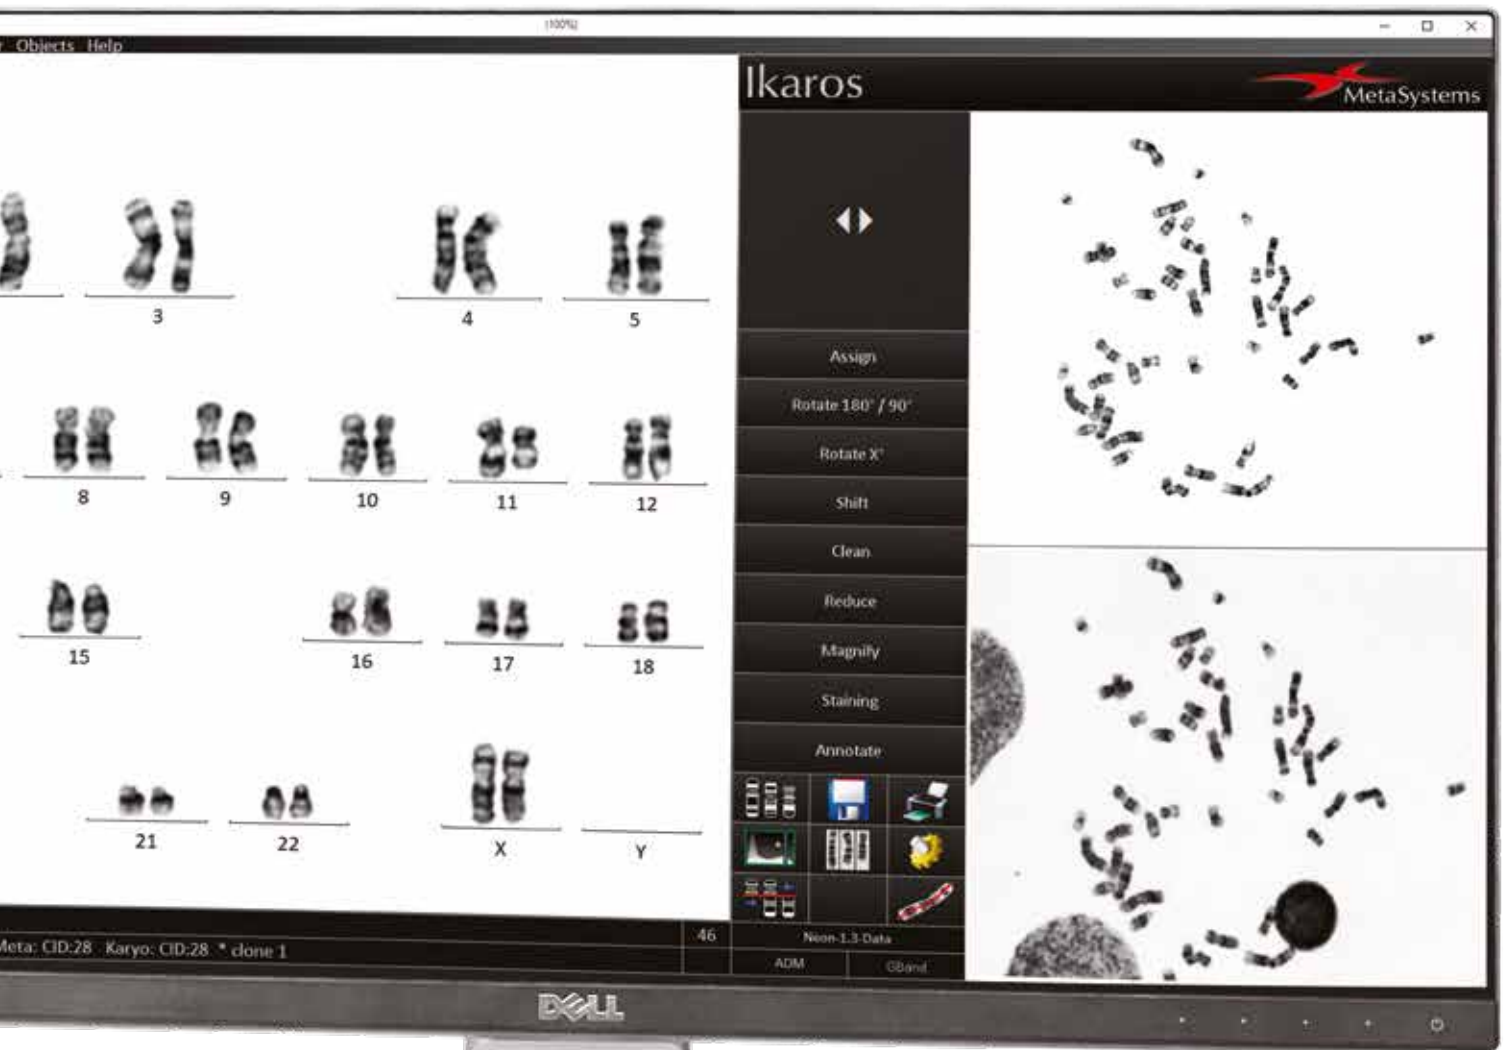 (100%)
Objects Help
Ikaros
MetaSystems
3 4 5
8 9 10 11 12
15 16 17 18
21 22 X Y
Assign
Rotate 180° / 90°
Rotate X°
Shift
Clean
Reduce
Magnify
Staining
Annotate
Meta: CID:28 Karyo: CID:28 * clone 1
46
Neon-1.3-Data
ADM GBand
DELL